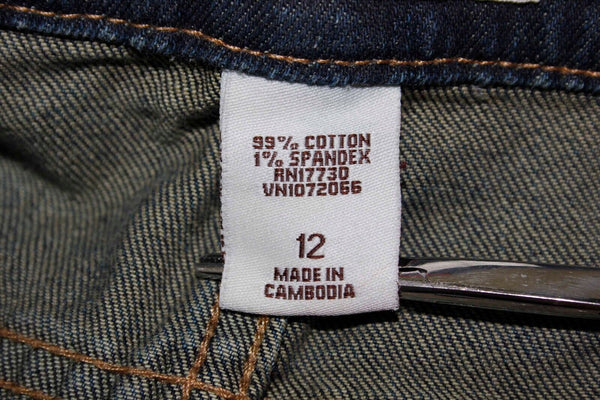 99% COTTON
1% SPANDEX
RN17730
VN1072066
12
MADE IN
CAMBODIA